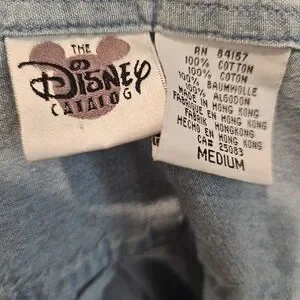 THE
Disney
CATALOG
RN 84157
100% COTTON
100% COTON
100% BAUMWOLLE
100% ALGODON
MADE IN HONG KONG
FABRIQUE EN HONG KONG
FABRIK HONGKONG
HECHO EN HONG KONG
CA# 25083
MEDIUM